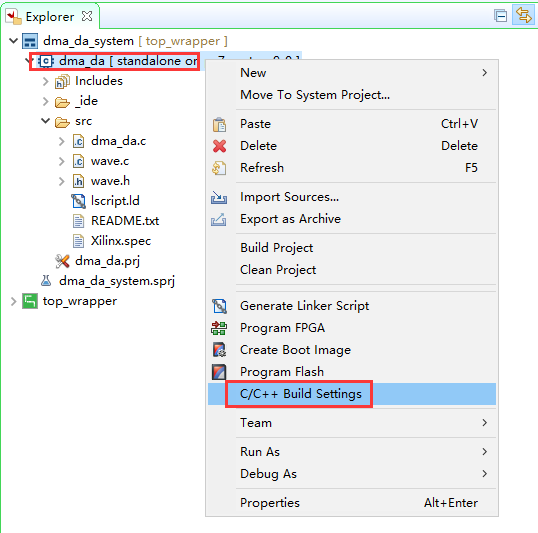 Explorer
dma_da_system [ top_wrapper ]
dma_da [ standalone on
Includes
_ide
src
dma_da.c
wave.c
wave.h
lscript.ld
README.txt
Xilinx.spec
dma_da.prj
dma_da_system.sprj
top_wrapper
New
Move To System Project...
Paste Ctrl+V
Delete Delete
Refresh F5
Import Sources...
Export as Archive
Build Project
Clean Project
Generate Linker Script
Program FPGA
Create Boot Image
Program Flash
C/C++ Build Settings
Team
Run As
Debug As
Properties Alt+Enter